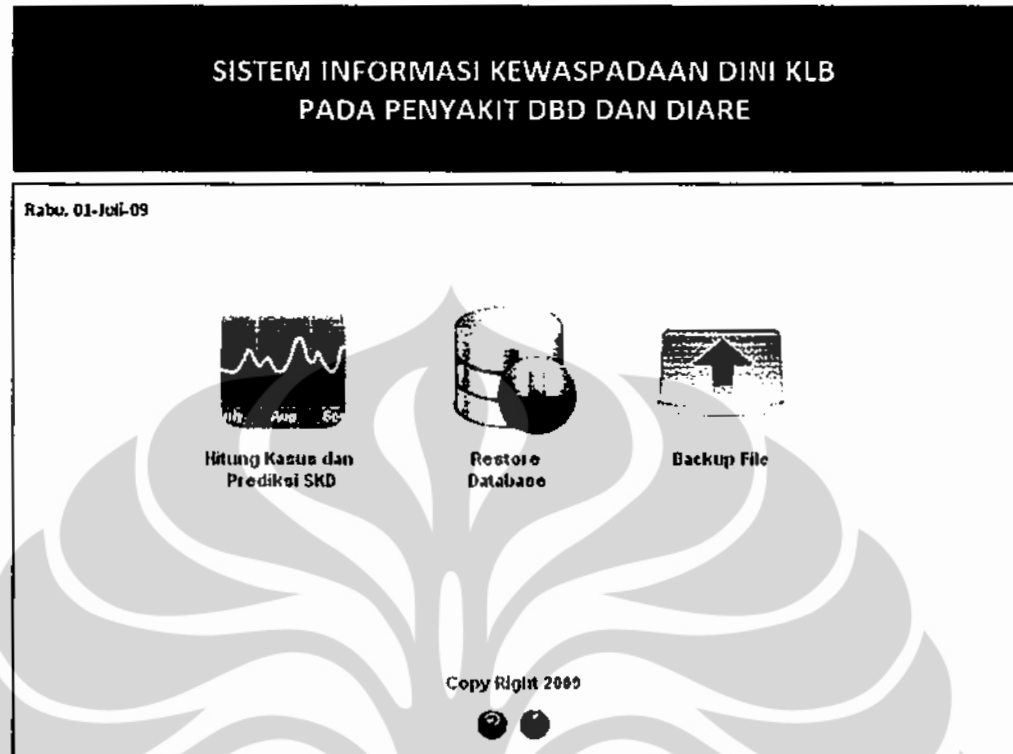 SISTEM INFORMASI KEWASPADAAN DINI KLB
PADA PENYAKIT DBD DAN DIARE
Rabu, 01-Juli-09
Aug
Hitung Kasus dan
Prediksi SKD
Restore
Database
Backup File
Copy Right 2009